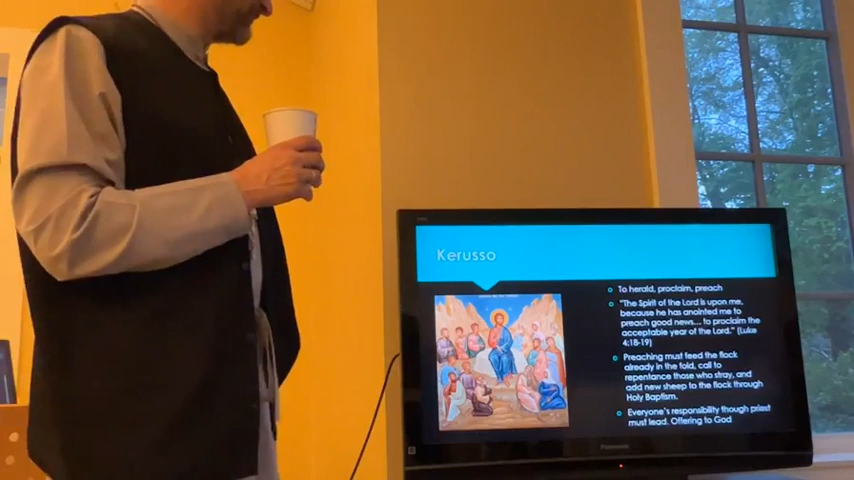 Kerusso
To herald, proclaim, preach
"The Spirit of the Lord is upon me,
because he has anointed me to
preach good news.... to proclaim the
acceptable year of the Lord." (Luke
4:18-19)
Preaching must feed the flock
already in the fold, call to
repentance those who stray, and
add new sheep to the flock through
Holy Baptism.
Everyone's responsibility though priest
must lead. Offering to God
Panasonic